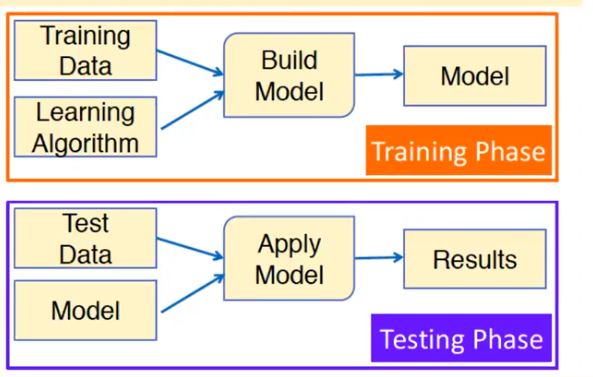 Training
Data
Learning
Algorithm
Build
Model
Model
Training Phase
Test
Data
Model
Apply
Model
Results
Testing Phase